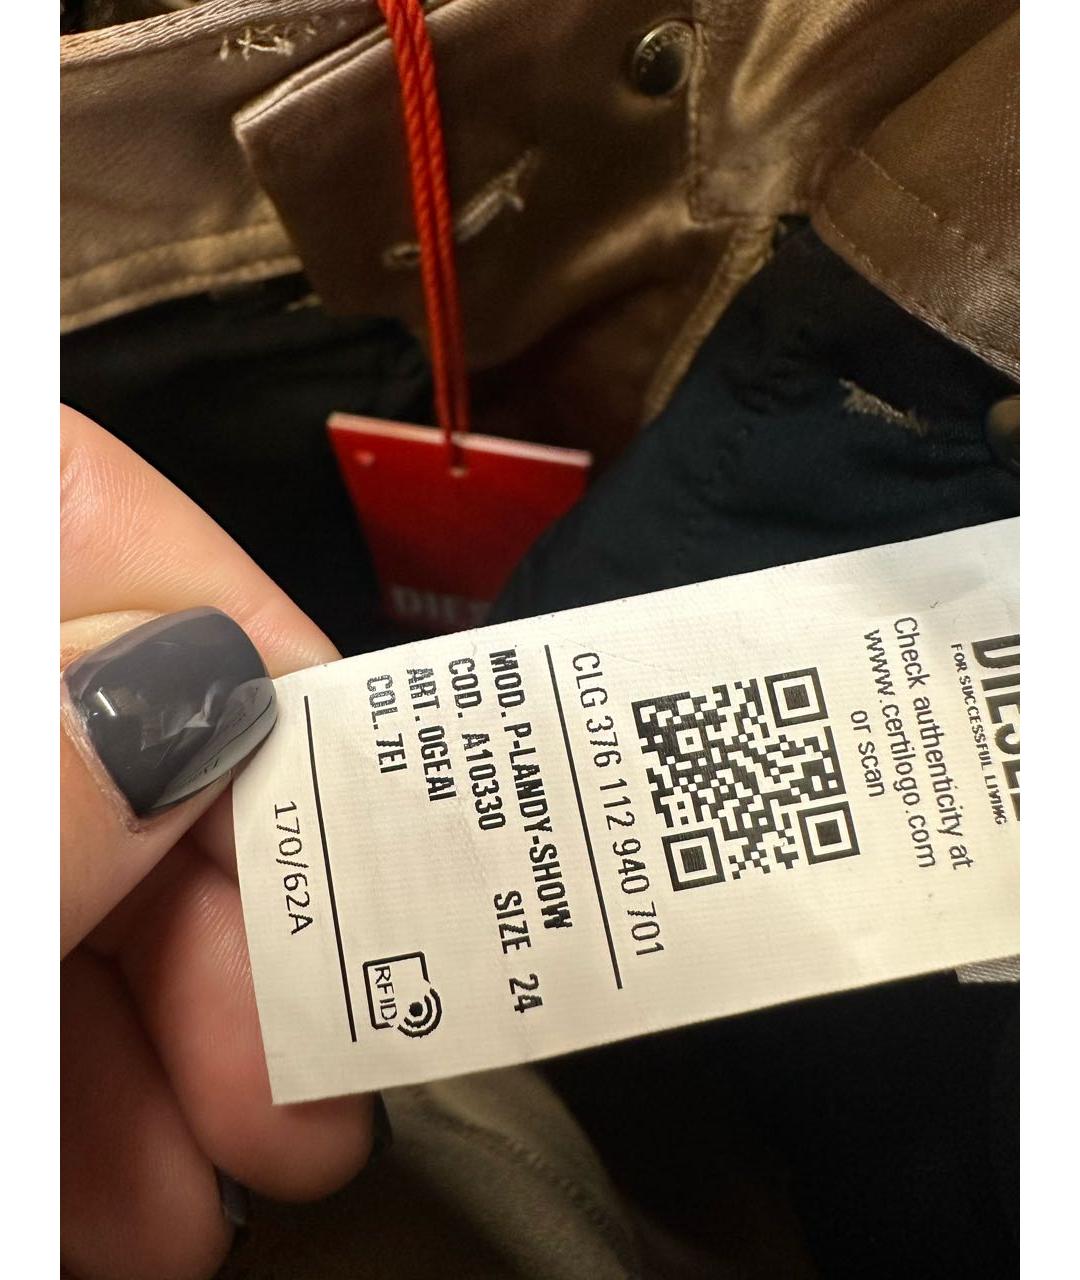 DIESEL
FOR SUCCESSFUL LIVING
Check authenticity at
www.certilogo.com
or scan
CLG 376 112 940 701
MOD. P-LANDY-SHOW
COD. A10330 SIZE 24
ART. 0GEAI
COL. 7EI
RFID
170/62A